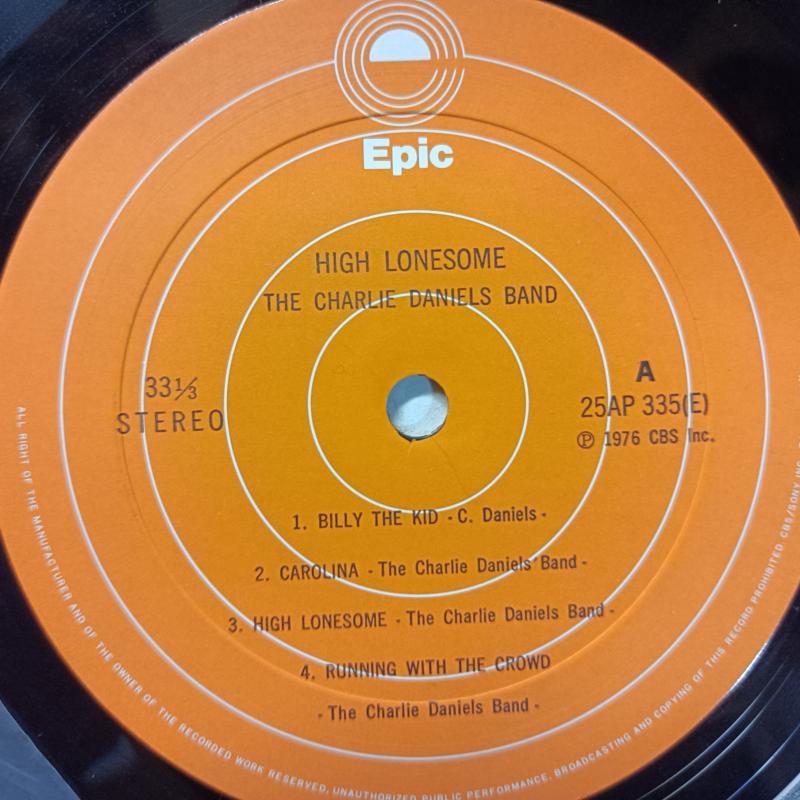 Epic
HIGH LONESOME
THE CHARLIE DANIELS BAND
33⅓
STEREO
A
25AP 335(E)
Ⓟ 1976 CBS Inc.
1. BILLY THE KID - C. Daniels -
2. CAROLINA - The Charlie Daniels' Band -
3. HIGH LONESOME - The Charlie Daniels Band -
4. RUNNING WITH THE CROWD
- The Charlie Daniels Band -
ALL RIGHT OF THE MANUFACTURER AND OF THE OWNER OF THE RECORDED WORK RESERVED, UNAUTHORIZED PUBLIC PERFORMANCE, BROADCASTING AND COPYING OF THIS RECORD PROHIBITED CBS/SONY INC.